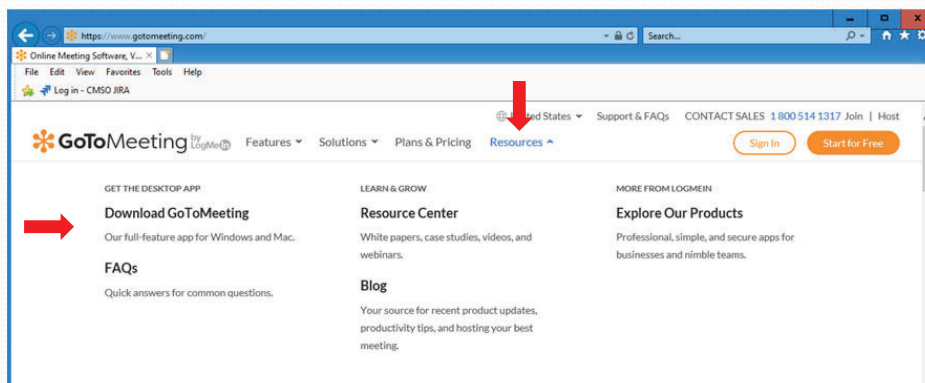 https://www.gotomeeting.com/
Search...
Online Meeting Software, V...
File Edit View Favorites Tools Help
Log in - CMSO JIRA
United States Support & FAQs CONTACT SALES 1 800 514 1317 Join | Host
GoToMeeting by LogMeIn Features Solutions Plans & Pricing Resources Sign In Start for Free
GET THE DESKTOP APP LEARN & GROW MORE FROM LOGMEIN
Download GoToMeeting Resource Center Explore Our Products
Our full-feature app for Windows and Mac. White papers, case studies, videos, and Professional, simple, and secure apps for
webinars. businesses and nimble teams.
FAQs
Blog
Quick answers for common questions.
Your source for recent product updates,
productivity tips, and hosting your best
meeting.